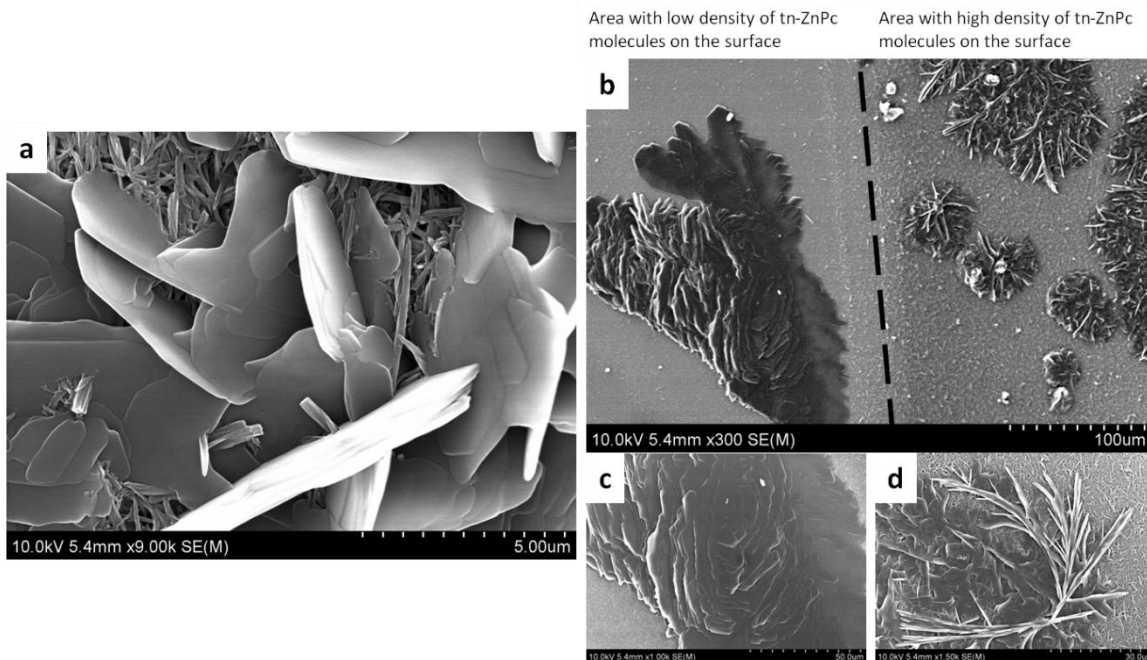 Area with low density of tn-ZnPc
molecules on the surface
Area with high density of tn-ZnPc
molecules on the surface
a
10.0kV 5.4mm x9.00k SE(M)
5.00um
b
10.0kV 5.4mm x300 SE(M)
100um
c
10.0kV 5.4mm x1.00k SE(M)
50.0um
d
10.0kV 5.4mm x1.50k SE(M)